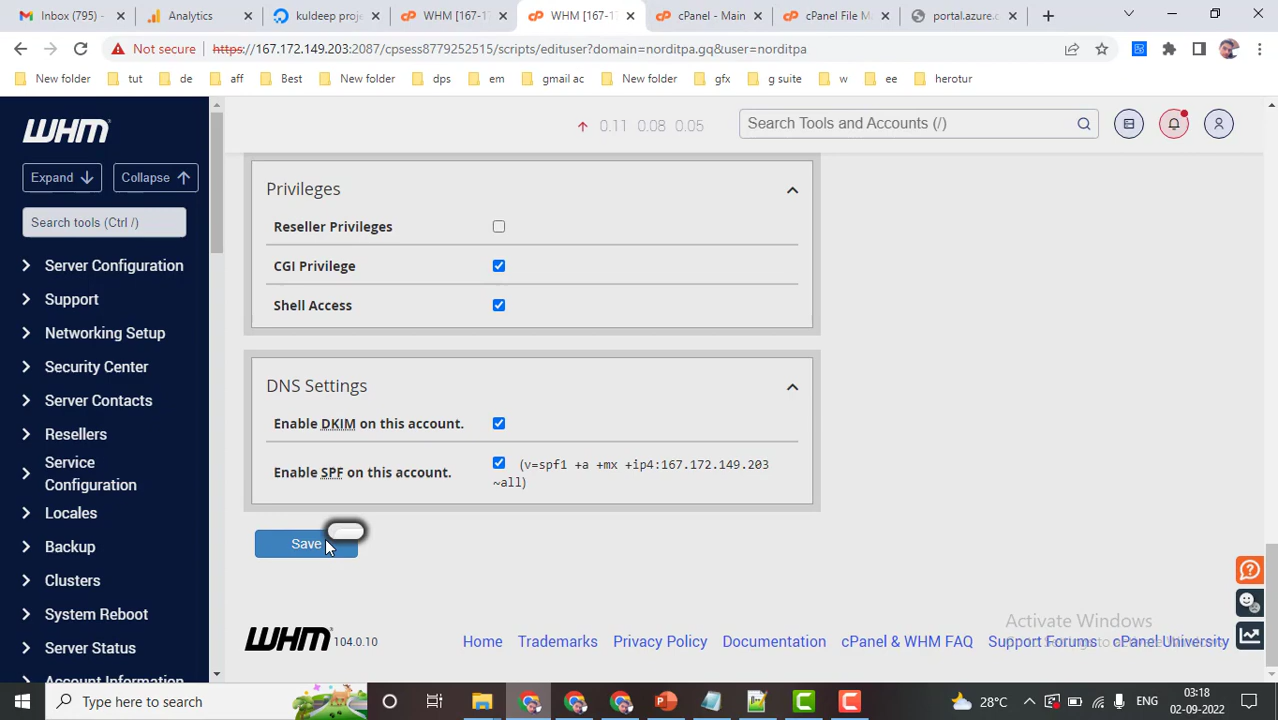 Inbox (795) -
Analytics
kuldeep proj
WHM [167-17
WHM [167-17
cPanel - Main
cPanel File M
portal.azure.c
Not secure
https://167.172.149.203:2087/cpsess8779252515/scripts/edituser?domain=norditpa.gq&user=norditpa
New folder
tut
de
aff
Best
New folder
dps
em
gmail ac
New folder
gfx
g suite
w
ee
herotur
WHM
0.11 0.08 0.05
Search Tools and Accounts (/)
Expand
Collapse
Search tools (Ctrl /)
Server Configuration
Support
Networking Setup
Security Center
Server Contacts
Resellers
Service
Configuration
Locales
Backup
Clusters
System Reboot
Server Status
Account Information
Privileges
Reseller Privileges
CGI Privilege
Shell Access
DNS Settings
Enable DKIM on this account.
Enable SPF on this account.
(v=spf1 +a +mx +ip4:167.172.149.203
~all)
Save
WHM 104.0.10
Home
Trademarks
Privacy Policy
Documentation
cPanel & WHM FAQ
Support Forums
cPanel University
Activate Windows
Type here to search
28°C
ENG
03:18
02-09-2022